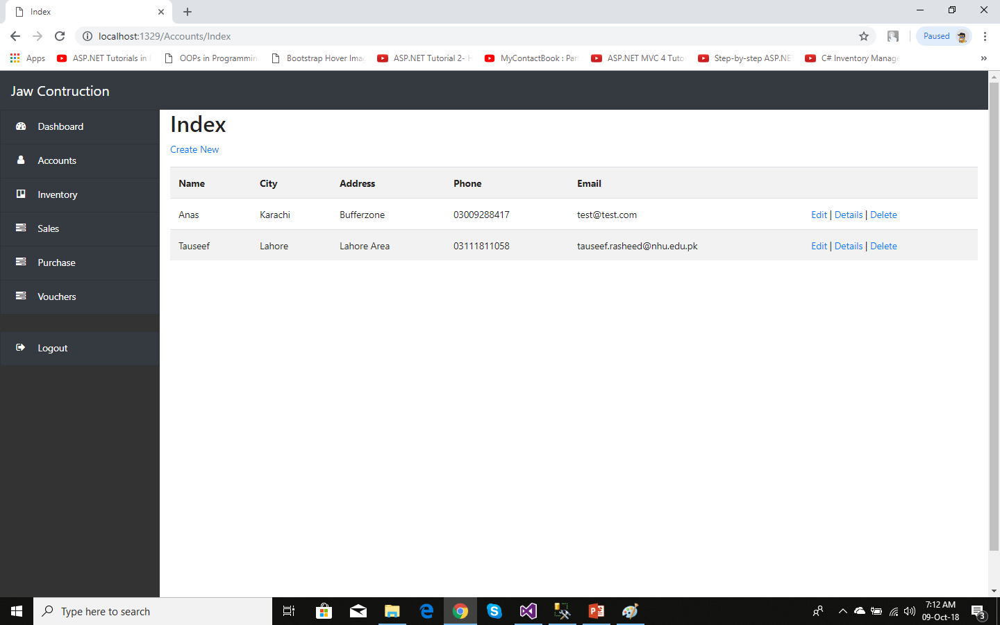 Index
localhost:1329/Accounts/Index
Paused
Apps
ASP.NET Tutorials in
OOPs in Programmin
Bootstrap Hover Ima
ASP.NET Tutorial 2-
MyContactBook : Par
ASP.NET MVC 4 Tuto
Step-by-step ASP.NE
C# Inventory Manage
Jaw Contruction
Dashboard
Accounts
Inventory
Sales
Purchase
Vouchers
Logout
Index
Create New
Name City Address Phone Email
Anas Karachi Bufferzone 03009288417 test@test.com Edit | Details | Delete
Tauseef Lahore Lahore Area 03111811058 tauseef.rasheed@nhu.edu.pk Edit | Details | Delete
Type here to search
7:12 AM
09-Oct-18
3